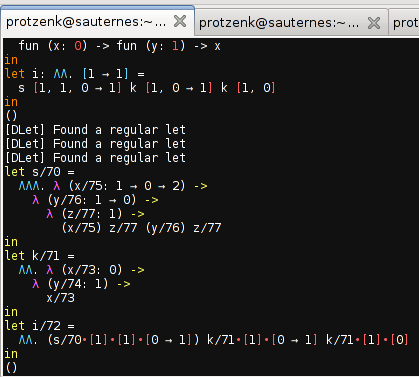 protzenk@sauternes:~... protzenk@sauternes:~... prot
fun (x: 0) -> fun (y: 1) -> x
in
let i: ΛΛ. [1 → 1] =
s [1, 1, 0 → 1] k [1, 0 → 1] k [1, 0]
in
()
[DLet] Found a regular let
[DLet] Found a regular let
[DLet] Found a regular let
let s/70 =
ΛΛΛ. λ (x/75: 1 → 0 → 2) ->
λ (y/76: 1 → 0) ->
λ (z/77: 1) ->
(x/75) z/77 (y/76) z/77
in
let k/71 =
ΛΛ. λ (x/73: 0) ->
λ (y/74: 1) ->
x/73
in
let i/72 =
ΛΛ. (s/70•[1]•[1]•[0 → 1]) k/71•[1]•[0 → 1] k/71•[1]•[0]
in
()